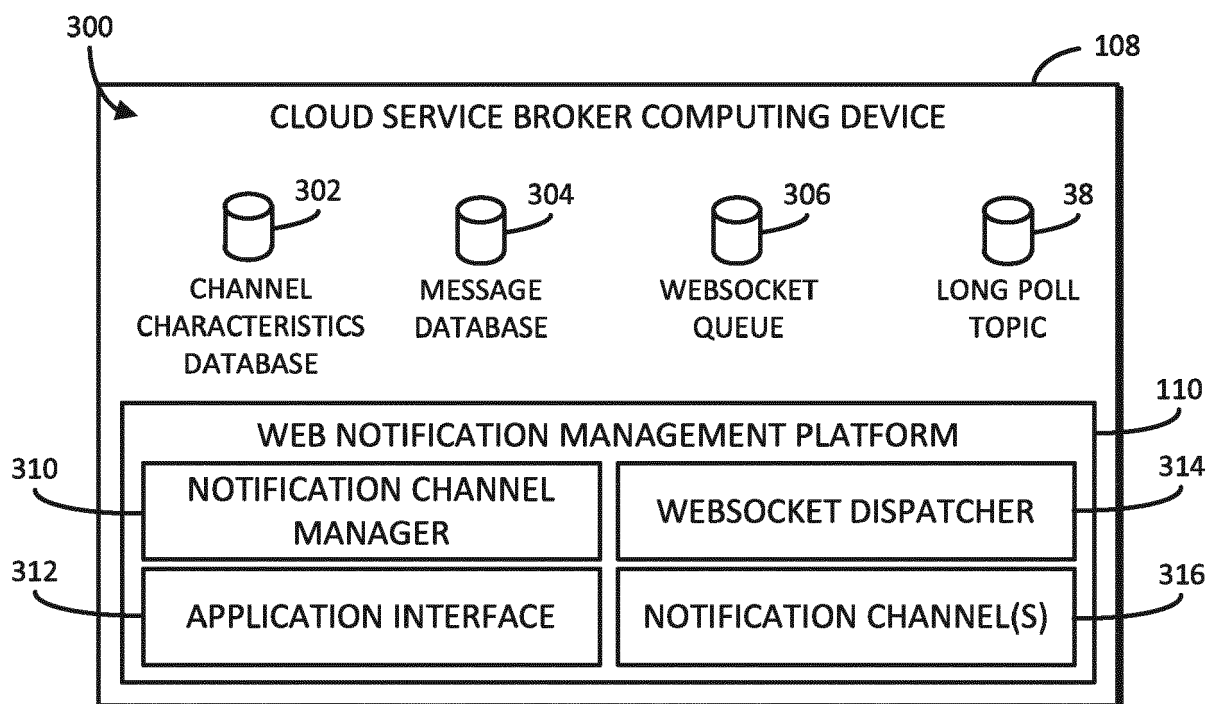 300
108
CLOUD SERVICE BROKER COMPUTING DEVICE
302
304
306
38
CHANNEL
CHARACTERISTICS
DATABASE
MESSAGE
DATABASE
WEBSOCKET
QUEUE
LONG POLL
TOPIC
110
WEB NOTIFICATION MANAGEMENT PLATFORM
310
NOTIFICATION CHANNEL
MANAGER
WEBSOCKET DISPATCHER
314
312
APPLICATION INTERFACE
NOTIFICATION CHANNEL(S)
316